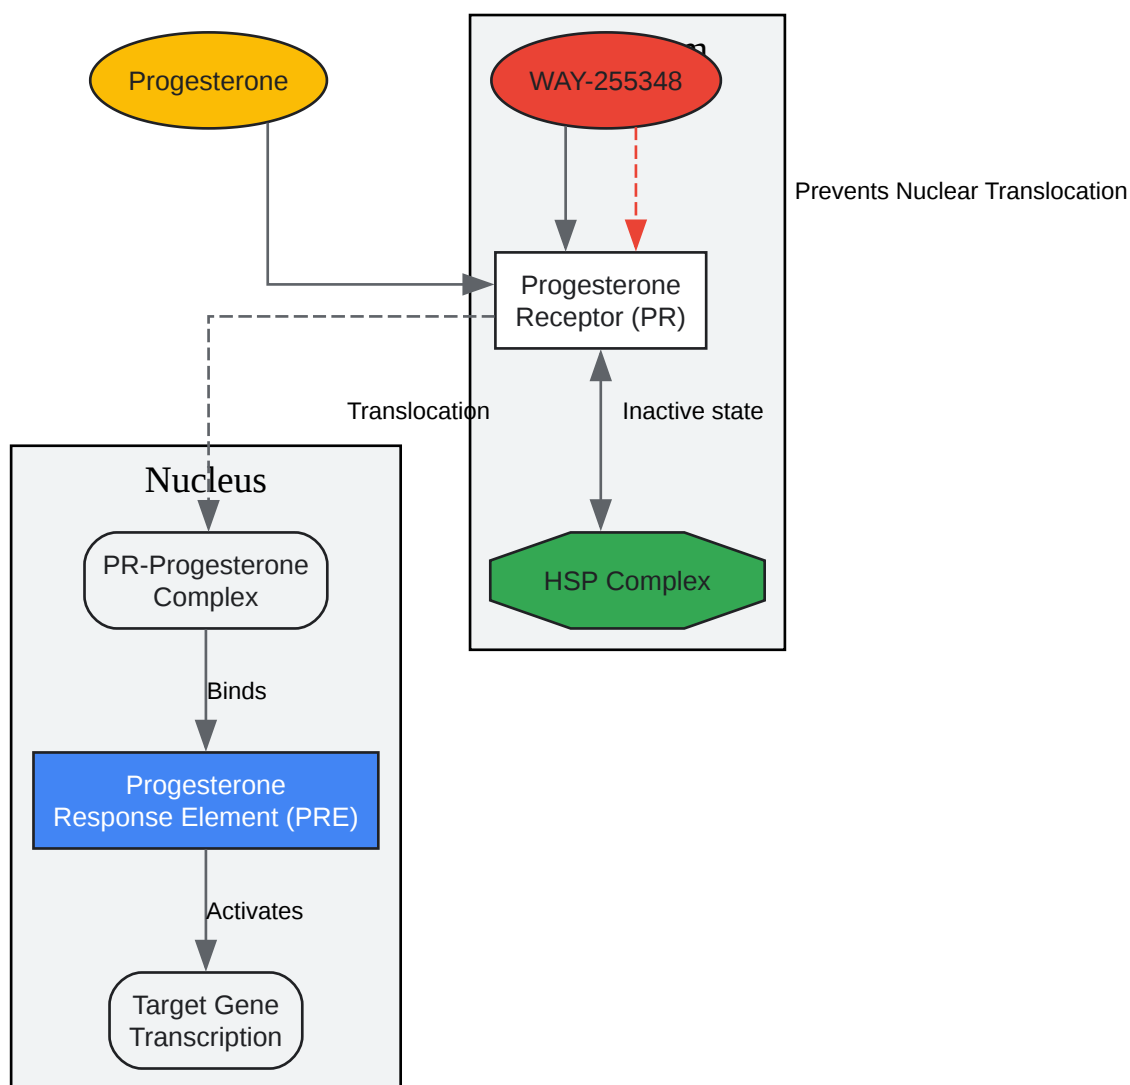 Progesterone
WAY-255348
Prevents Nuclear Translocation
Progesterone
Receptor (PR)
Translocation
Inactive state
Nucleus
PR-Progesterone
Complex
HSP Complex
Binds
Progesterone
Response Element (PRE)
Activates
Target Gene
Transcription